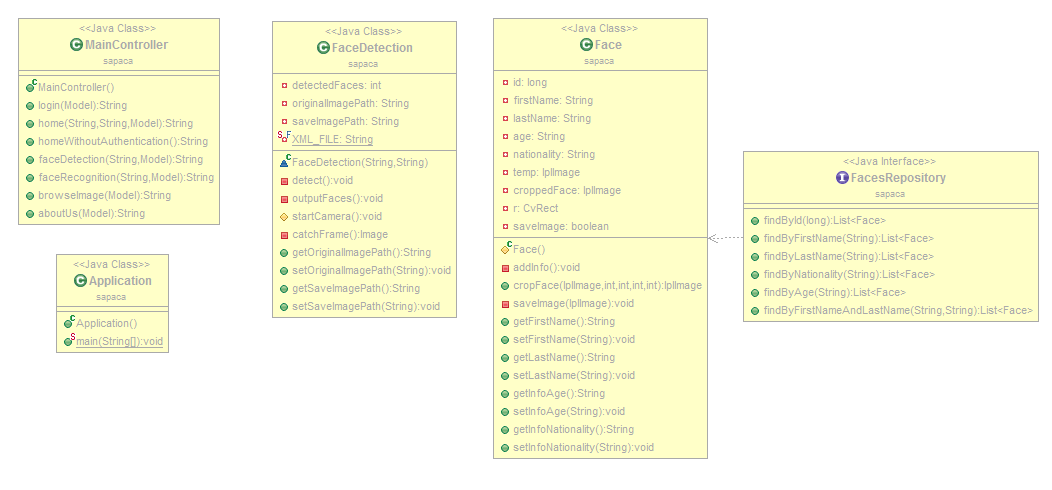 <<Java Class>>
MainController
sapaca
MainController()
login(Model):String
home(String,String,Model):String
homeWithoutAuthentication():String
faceDetection(String,Model):String
faceRecognition(String,Model):String
browseImage(Model):String
aboutUs(Model):String
<<Java Class>>
Application
sapaca
Application()
main(String[]):void
<<Java Class>>
FaceDetection
sapaca
detectedFaces: int
originalImagePath: String
saveImagePath: String
XML_FILE: String
FaceDetection(String,String)
detect():void
outputFaces():void
startCamera():void
catchFrame():Image
getOriginalImagePath():String
setOriginalImagePath(String):void
getSaveImagePath():String
setSaveImagePath(String):void
<<Java Class>>
Face
sapaca
id: long
firstName: String
lastName: String
age: String
nationality: String
temp: IplImage
croppedFace: IplImage
r: CvRect
saveImage: boolean
Face()
addInfo():void
cropFace(IplImage,int,int,int,int):IplImage
saveImage(IplImage):void
getFirstName():String
setFirstName(String):void
getLastName():String
setLastName(String):void
getInfoAge():String
setInfoAge(String):void
getInfoNationality():String
setInfoNationality(String):void
<<Java Interface>>
FacesRepository
sapaca
findById(long):List<Face>
findByFirstName(String):List<Face>
findByLastName(String):List<Face>
findByNationality(String):List<Face>
findByAge(String):List<Face>
findByFirstNameAndLastName(String,String):List<Face>